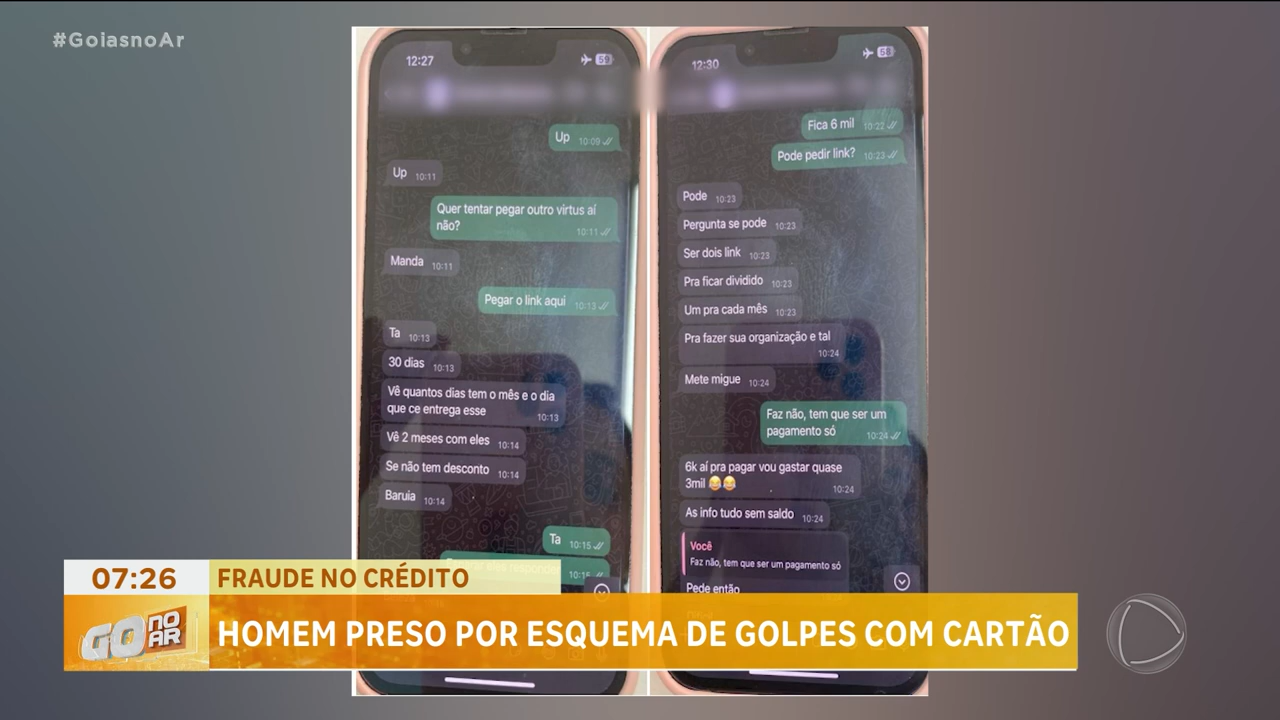 #GoiasnoAr
12:27
59
Up 10:09
Up 10:11
Quer tentar pegar outro virtus aí
não?
10:11
Manda 10:11
Pegar o link aqui 10:13
Ta 10:13
30 dias 10:13
Vê quantos dias tem o mês e o dia
que ce entrega esse 10:13
Vê 2 meses com eles 10:14
Se não tem desconto 10:14
Baruia 10:14
Ta 10:15
10:15
12:30
58
Fica 6 mil 10:22
Pode pedir link? 10:23
Pode 10:23
Pergunta se pode 10:23
Ser dois link 10:23
Pra ficar dividido 10:23
Um pra cada mês 10:23
Pra fazer sua organização e tal
10:24
Mete migue 10:24
Faz não, tem que ser um
pagamento só 10:24
6k aí pra pagar vou gastar quase
3mil 😂😂 10:24
As info tudo sem saldo 10:24
Você
Faz não, tem que ser um pagamento só
Pede então
07:26
FRAUDE NO CRÉDITO
GO NO AR
HOMEM PRESO POR ESQUEMA DE GOLPES COM CARTÃO